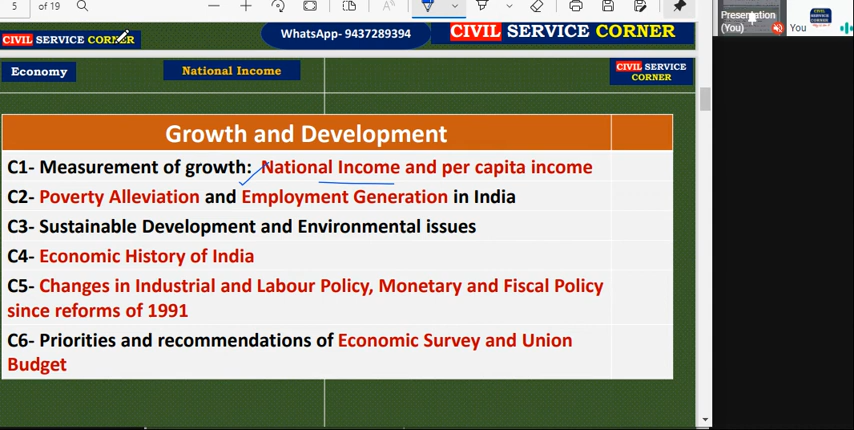 5 of 19
Presentation
(You)
You
CIVIL SERVICE CORNER
WhatsApp- 9437289394
CIVIL SERVICE CORNER
Economy
National Income
CIVIL SERVICE
CORNER
Growth and Development
C1- Measurement of growth: National Income and per capita income
C2- Poverty Alleviation and Employment Generation in India
C3- Sustainable Development and Environmental issues
C4- Economic History of India
C5- Changes in Industrial and Labour Policy, Monetary and Fiscal Policy
since reforms of 1991
C6- Priorities and recommendations of Economic Survey and Union
Budget